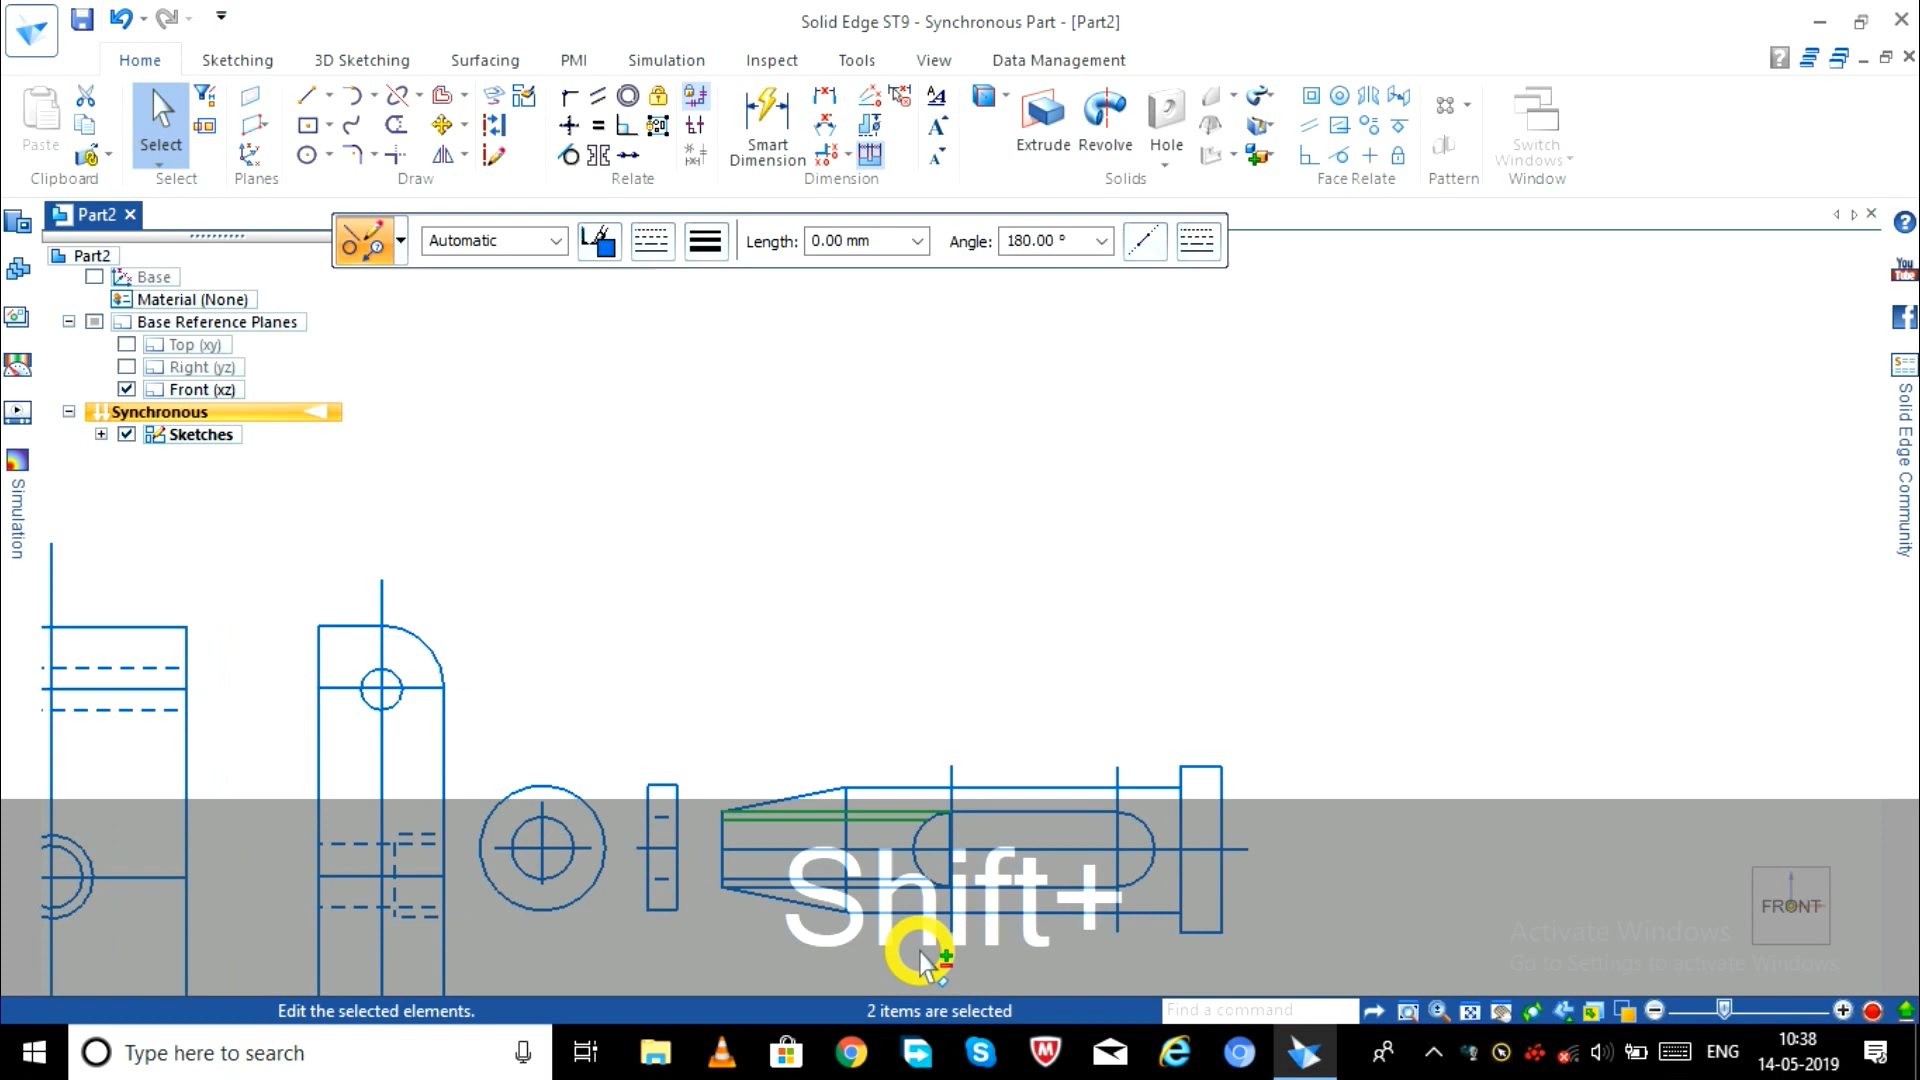 Solid Edge ST9 - Synchronous Part - [Part2]
Home
Sketching
3D Sketching
Surfacing
PMI
Simulation
Inspect
Tools
View
Data Management
Paste
Select
Smart
Dimension
Extrude
Revolve
Hole
Switch
Windows
Clipboard
Select
Planes
Draw
Relate
Dimension
Solids
Face Relate
Pattern
Window
Part2
Automatic
Length:
0.00 mm
Angle:
180.00 °
Part2
Base
Material (None)
Base Reference Planes
Top (xy)
Right (yz)
Front (xz)
Synchronous
Sketches
Simulation
You
Tube
Solid Edge Community
Shift+
FRONT
Activate Windows
Go to Settings to activate Windows.
Edit the selected elements.
2 items are selected
Find a command
Type here to search
ENG
10:38
14-05-2019